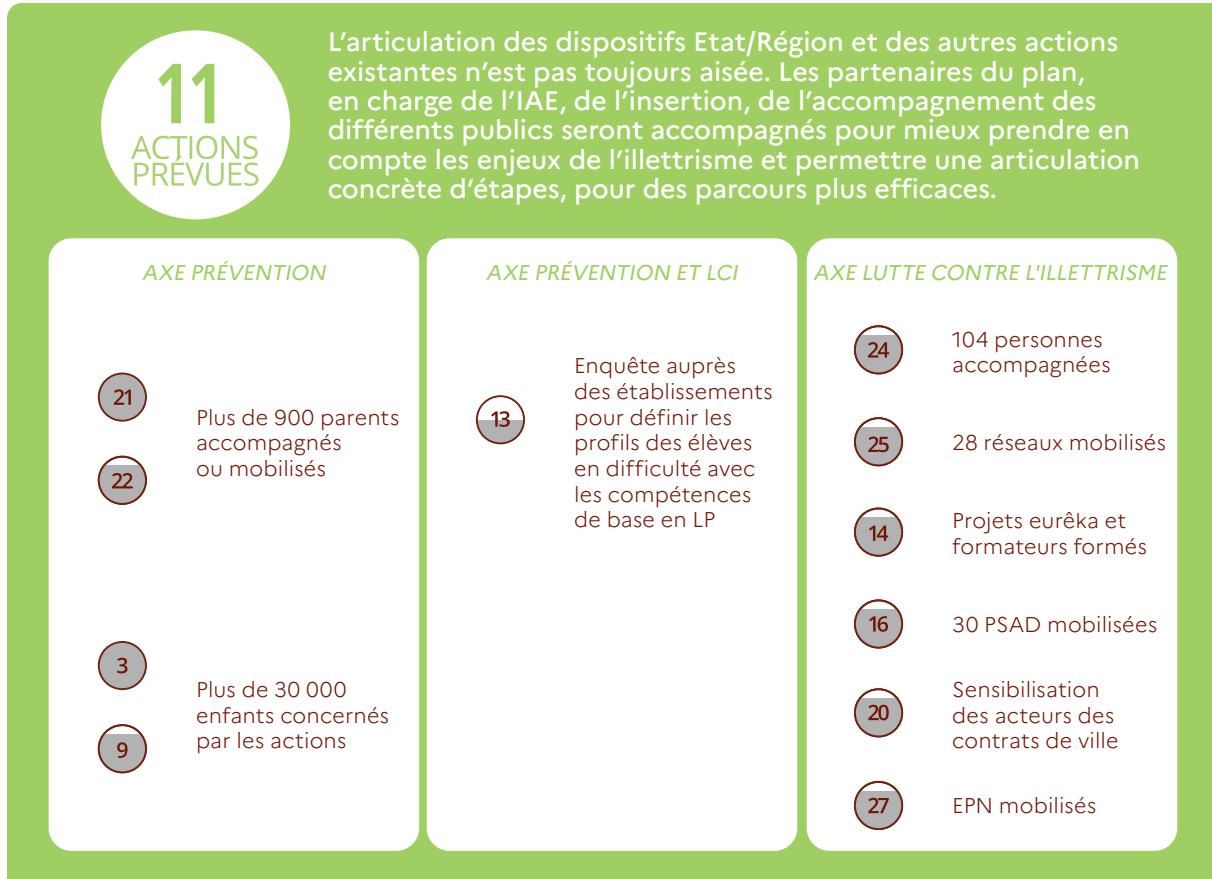 11
ACTIONS
PRÉVUES
L’articulation des dispositifs Etat/Région et des autres actions
existantes n’est pas toujours aisée. Les partenaires du plan,
en charge de l’IAE, de l’insertion, de l’accompagnement des
différents publics seront accompagnés pour mieux prendre en
compte les enjeux de l’illettrisme et permettre une articulation
concrète d’étapes, pour des parcours plus efficaces.
AXE PRÉVENTION
21
22
Plus de 900 parents
accompagnés
ou mobilisés
3
9
Plus de 30 000
enfants concernés
par les actions
AXE PRÉVENTION ET LCI
13
Enquête auprès
des établissements
pour définir les
profils des élèves
en difficulté avec
les compétences
de base en LP
AXE LUTTE CONTRE L'ILLETTRISME
24
104 personnes
accompagnées
25
28 réseaux mobilisés
14
Projets eurêka et
formateurs formés
16
30 PSAD mobilisées
20
Sensibilisation
des acteurs des
contrats de ville
27
EPN mobilisés